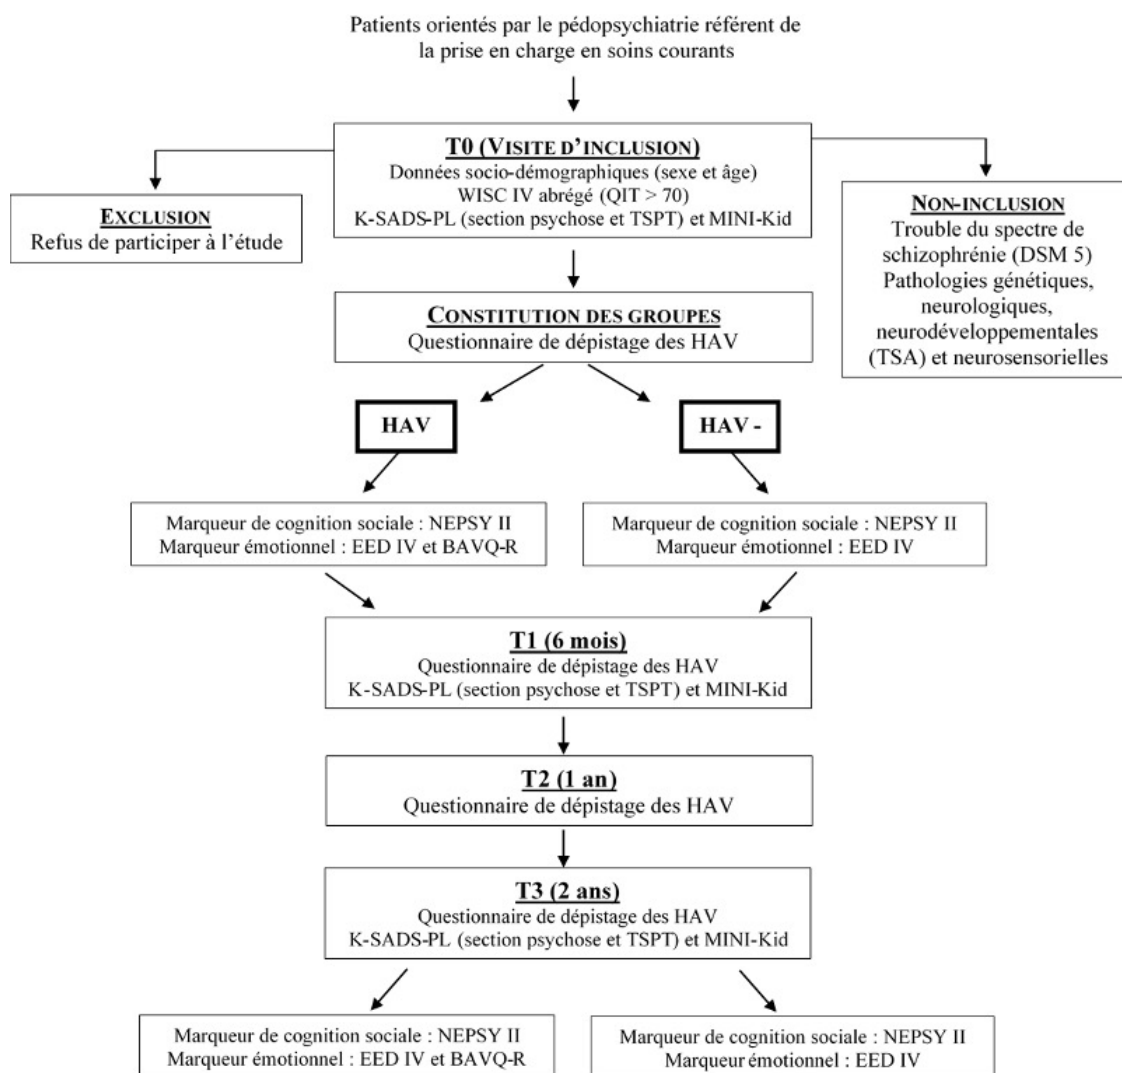 Patients orientés par le pédopsychiatrie référent de
la prise en charge en soins courants
T0 (VISITE D'INCLUSION)
Données socio-démographiques (sexe et âge)
WISC IV abrégé (QIT > 70)
K-SADS-PL (section psychose et TSPT) et MINI-Kid
EXCLUSION
Refus de participer à l'étude
NON-INCLUSION
Trouble du spectre de
schizophrénie (DSM 5)
Pathologies génétiques,
neurologiques,
neurodéveloppementales
(TSA) et neurosensorielles
CONSTITUTION DES GROUPES
Questionnaire de dépistage des HAV
HAV
HAV -
Marqueur de cognition sociale : NEPSY II
Marqueur émotionnel : EED IV et BAVQ-R
Marqueur de cognition sociale : NEPSY II
Marqueur émotionnel : EED IV
T1 (6 mois)
Questionnaire de dépistage des HAV
K-SADS-PL (section psychose et TSPT) et MINI-Kid
T2 (1 an)
Questionnaire de dépistage des HAV
T3 (2 ans)
Questionnaire de dépistage des HAV
K-SADS-PL (section psychose et TSPT) et MINI-Kid
Marqueur de cognition sociale : NEPSY II
Marqueur émotionnel : EED IV et BAVQ-R
Marqueur de cognition sociale : NEPSY II
Marqueur émotionnel : EED IV